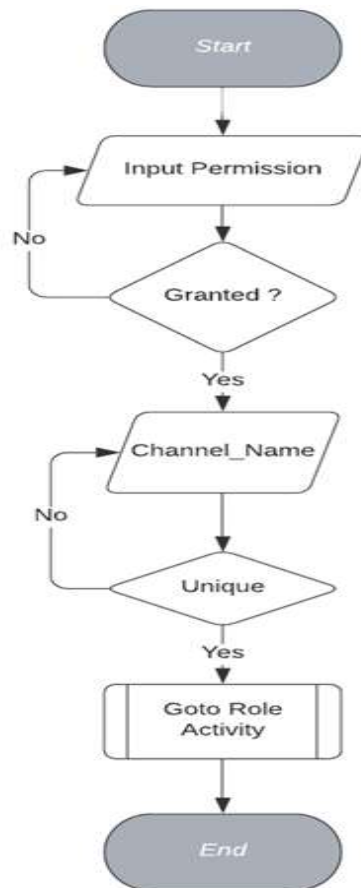 Start
Input Permission
No
Granted ?
Yes
Channel_Name
No
Unique
Yes
Goto Role
Activity
End